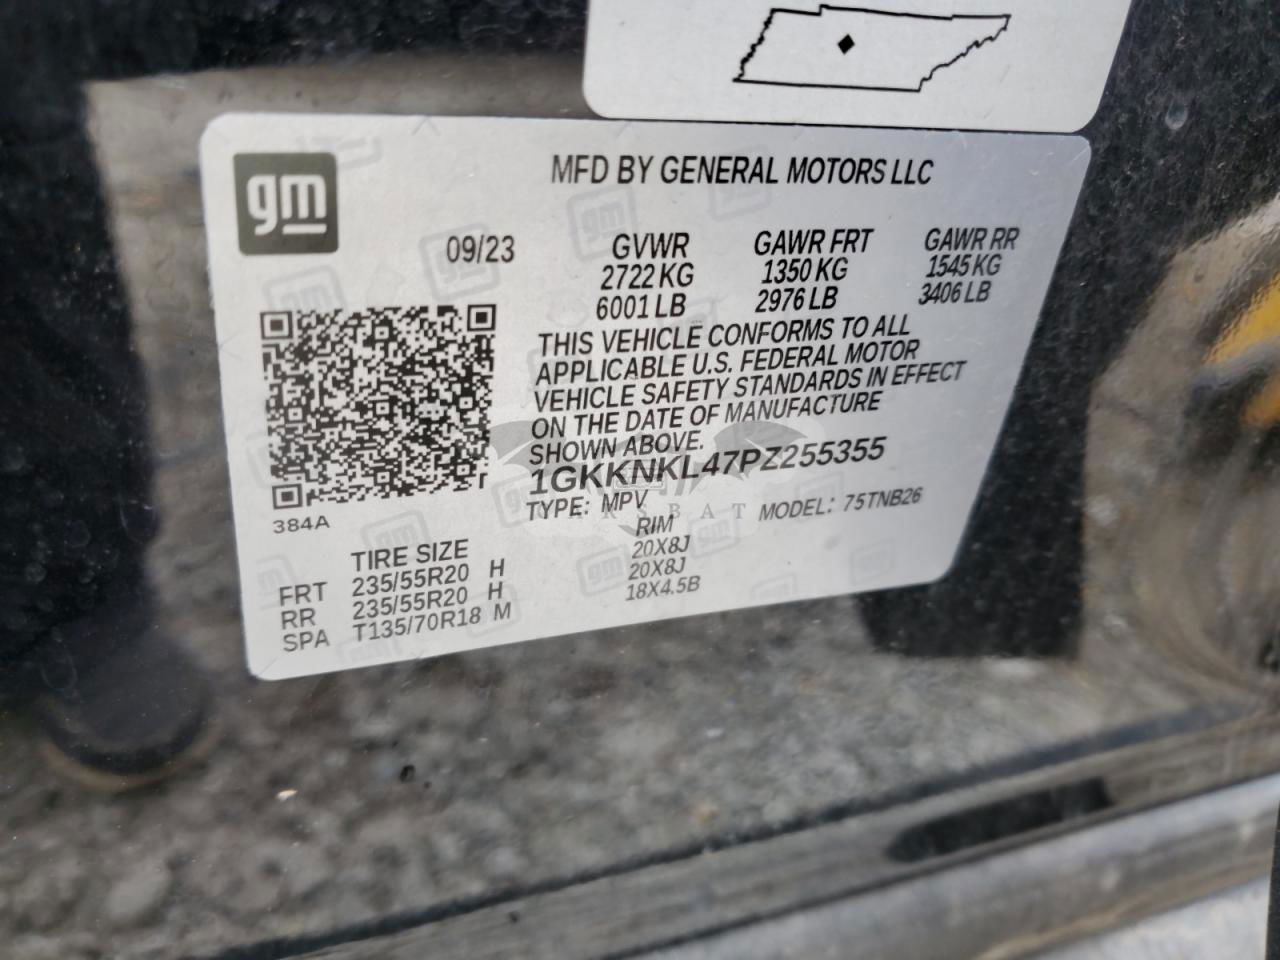 gm
MFD BY GENERAL MOTORS LLC
09/23 GVWR GAWR FRT GAWR RR
2722 KG 1350 KG 1545 KG
6001 LB 2976 LB 3406 LB
THIS VEHICLE CONFORMS TO ALL
APPLICABLE U.S. FEDERAL MOTOR
VEHICLE SAFETY STANDARDS IN EFFECT
ON THE DATE OF MANUFACTURE
SHOWN ABOVE.
1GKKNKL47PZ255355
TYPE: MPV MODEL: 75TNB26
CARSBAT
384A
TIRE SIZE RIM
FRT 235/55R20 H 20X8J
RR 235/55R20 H 20X8J
SPA T135/70R18 M 18X4.5B